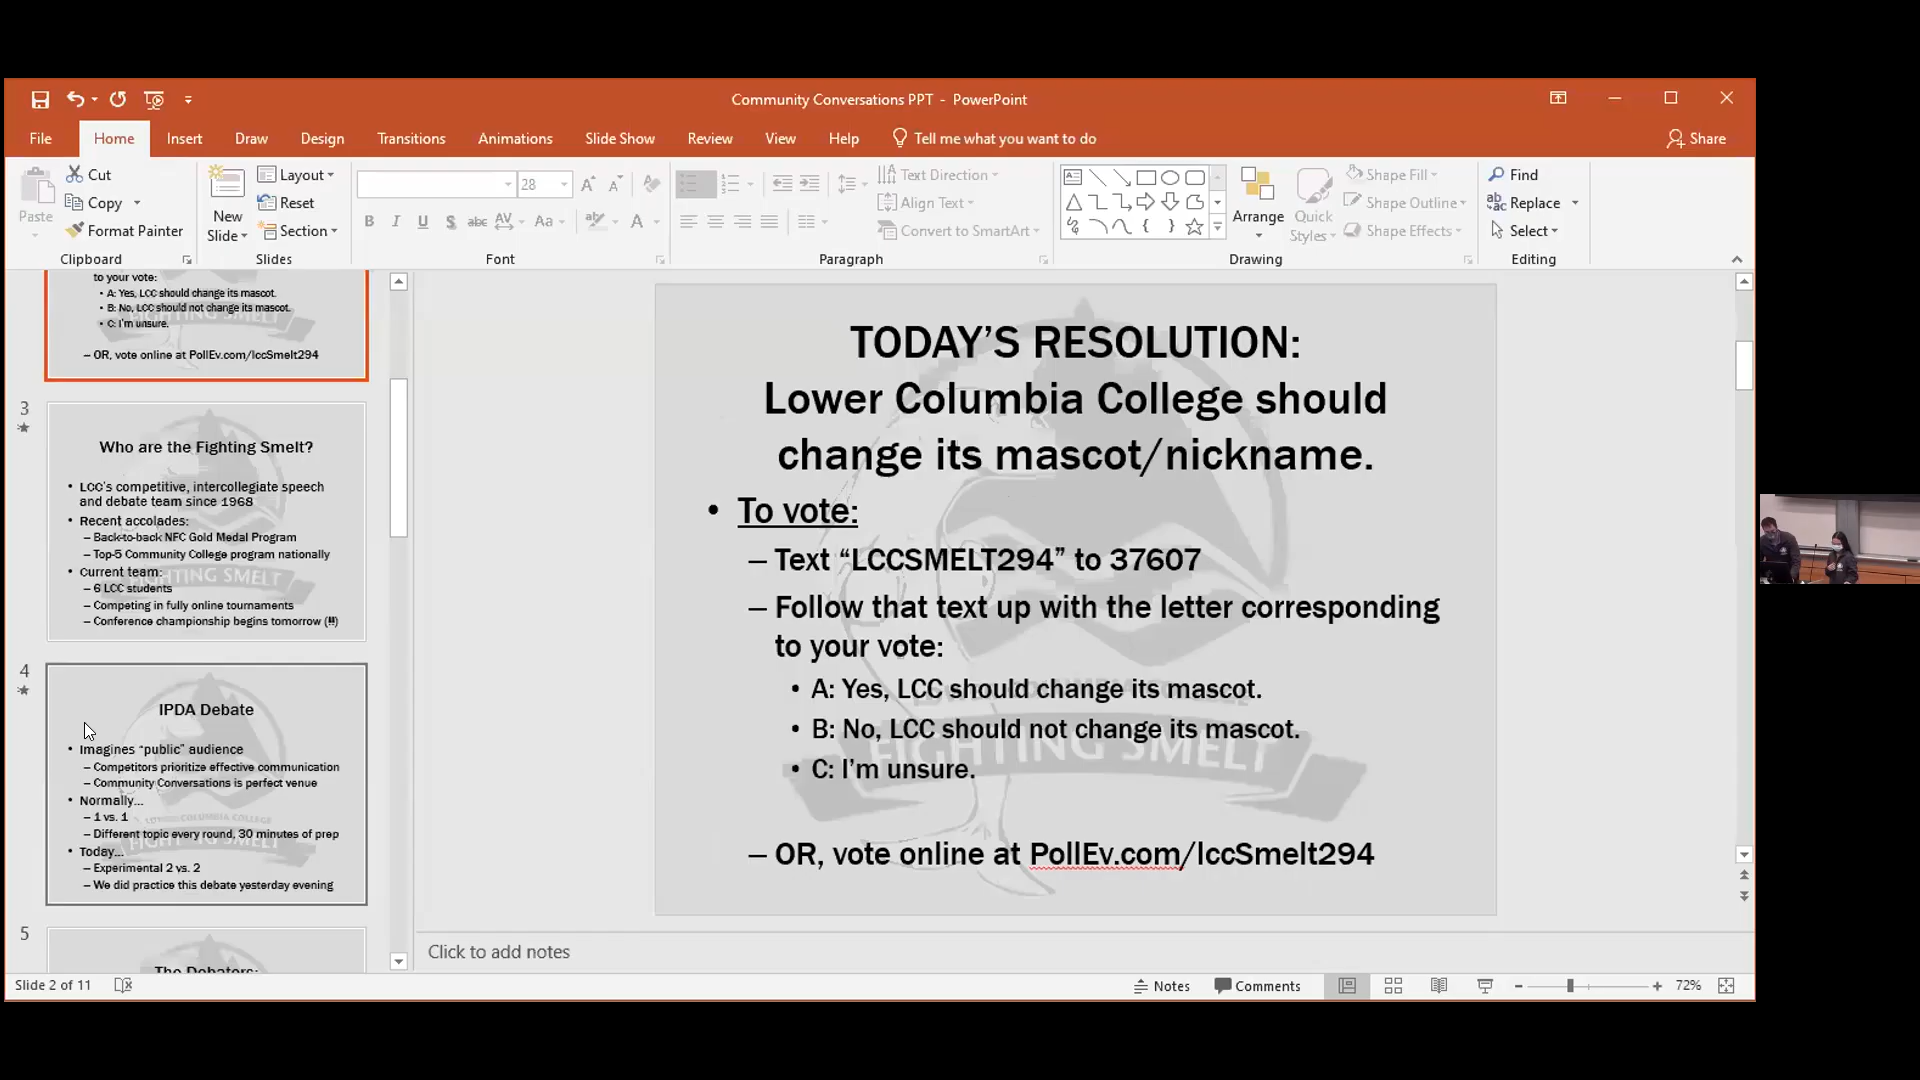 Community Conversations PPT - PowerPoint
File Home Insert Draw Design Transitions Animations Slide Show Review View Help Tell me what you want to do Share
Paste
Cut
Copy
Format Painter
Clipboard
New Slide
Layout
Reset
Section
Slides
28
Font
Text Direction
Align Text
Convert to SmartArt
Paragraph
Arrange
Quick Styles
Shape Fill
Shape Outline
Shape Effects
Drawing
Find
Replace
Select
Editing
to your vote:
• A: Yes, LCC should change its mascot.
• B: No, LCC should not change its mascot.
• C: I'm unsure.
– OR, vote online at PollEv.com/lccSmelt294
3
Who are the Fighting Smelt?
• LCC's competitive, intercollegiate speech
and debate team since 1968
• Recent accolades:
– Back-to-back NFC Gold Medal Program
– Top-5 Community College program nationally
• Current team:
– 6 LCC students
– Competing in fully online tournaments
– Conference championship begins tomorrow (!!)
4
IPDA Debate
• Imagines “public” audience
– Competitors prioritize effective communication
– Community Conversations is perfect venue
• Normally...
– 1 vs. 1
– Different topic every round, 30 minutes of prep
• Today...
– Experimental 2 vs. 2
– We did practice this debate yesterday evening
5
The Debaters:
TODAY’S RESOLUTION:
Lower Columbia College should
change its mascot/nickname.
• To vote:
– Text “LCCSMELT294” to 37607
– Follow that text up with the letter corresponding
to your vote:
• A: Yes, LCC should change its mascot.
• B: No, LCC should not change its mascot.
• C: I’m unsure.
– OR, vote online at PollEv.com/lccSmelt294
FIGHTING SMELT
Click to add notes
Slide 2 of 11
Notes Comments 72%